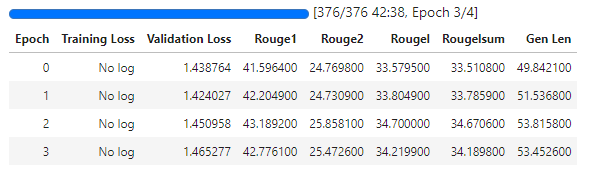 [376/376 42:38, Epoch 3/4]
Epoch Training Loss Validation Loss Rouge1 Rouge2 Rougel Rougelsum Gen Len
0 No log 1.438764 41.596400 24.769800 33.579500 33.510800 49.842100
1 No log 1.424027 42.204900 24.730900 33.804900 33.785900 51.536800
2 No log 1.450958 43.189200 25.858100 34.700000 34.670600 53.815800
3 No log 1.465277 42.776100 25.472600 34.219900 34.189800 53.452600